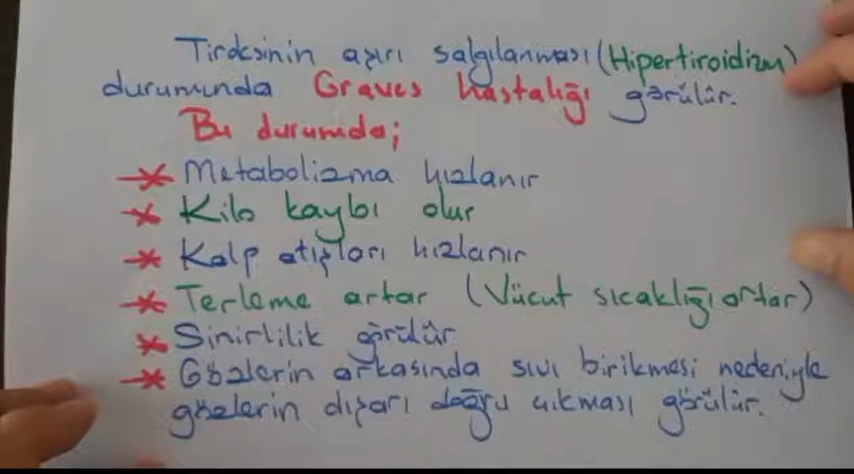 Tiroksinin aşırı salgılanması (Hipertiroidizm)
durumunda Graves hastalığı görülür.
Bu durumda;
* Metabolizma hızlanır
* Kilo kaybı olur
* Kalp atışları hızlanır
* Terleme artar (Vücut sıcaklığı artar)
* Sinirlilik görülür
* Gözlerin arkasında sıvı birikmesi nedeniyle
gözlerin dışarı doğru çıkması görülür.